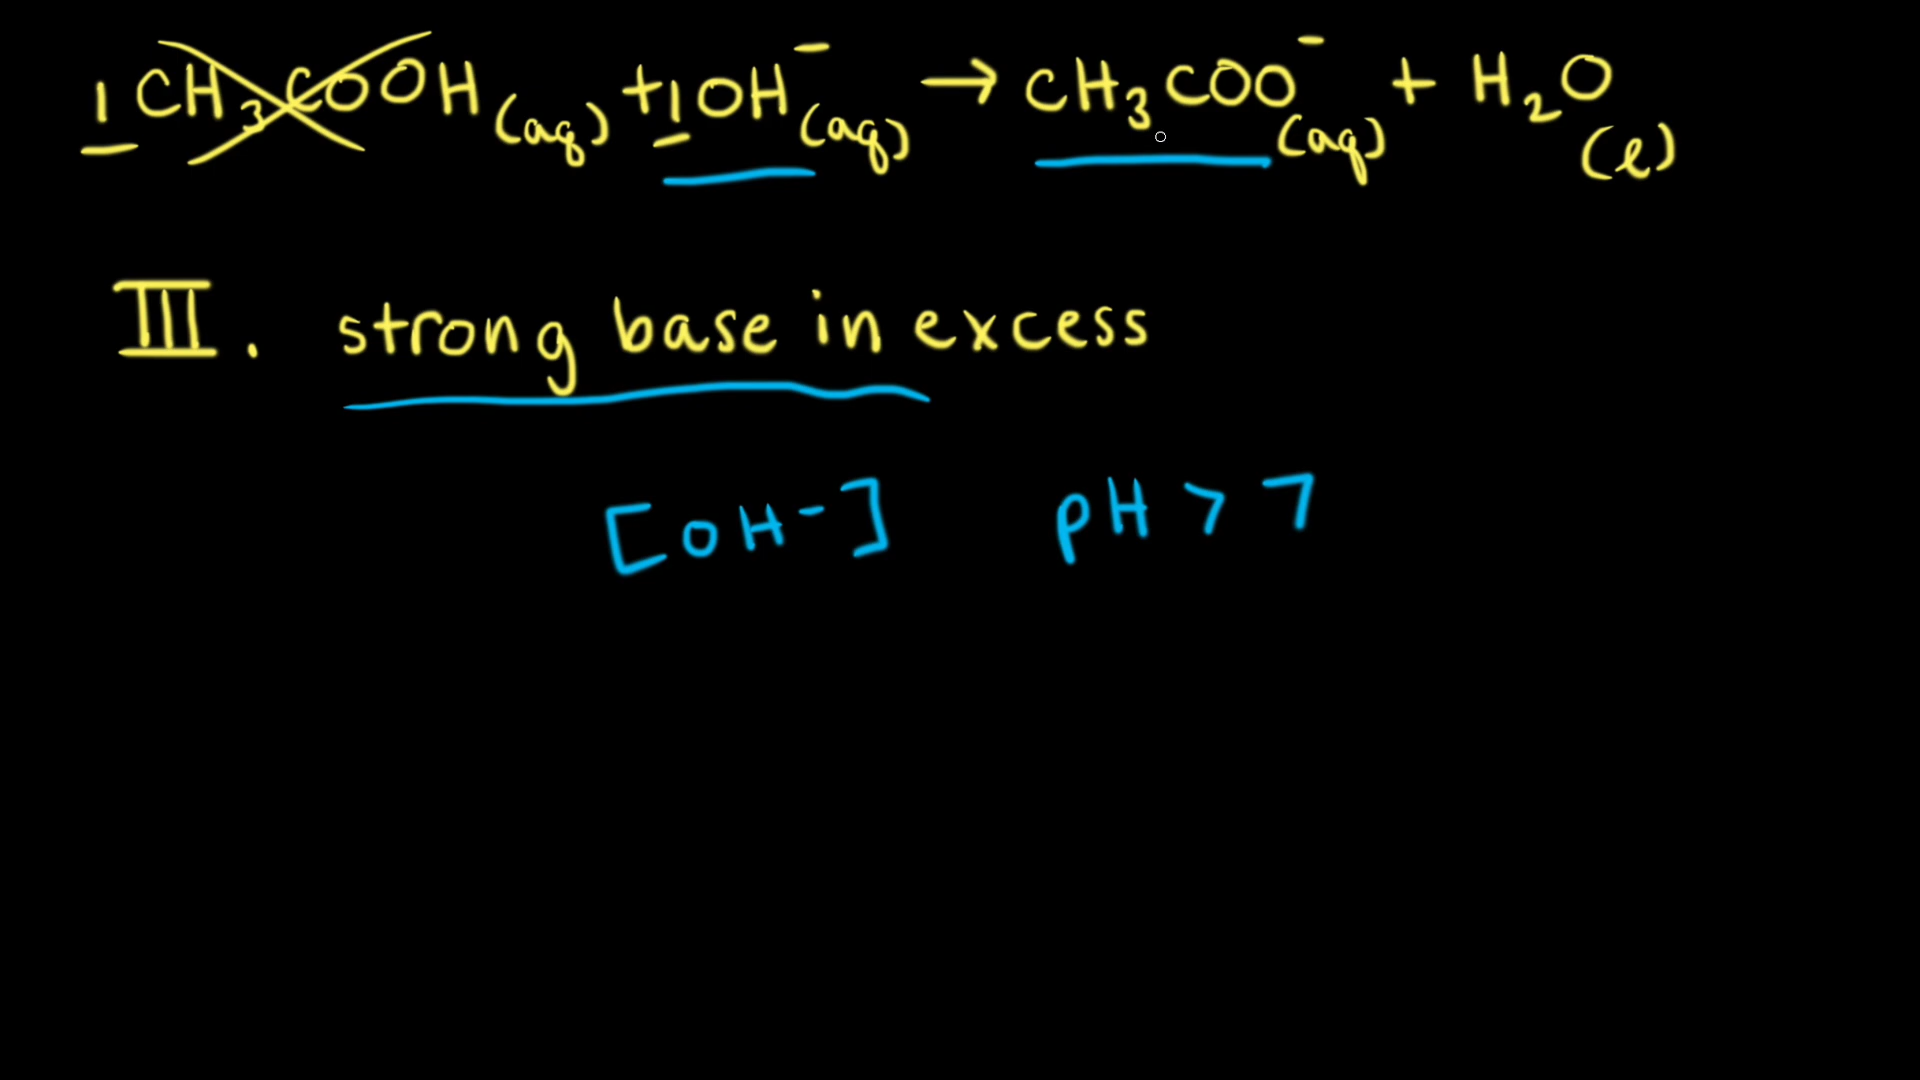 1 CH₃COOH(aq) + 1 OH⁻(aq) → CH₃COO⁻(aq) + H₂O(l)
III. strong base in excess
[OH⁻] pH > 7